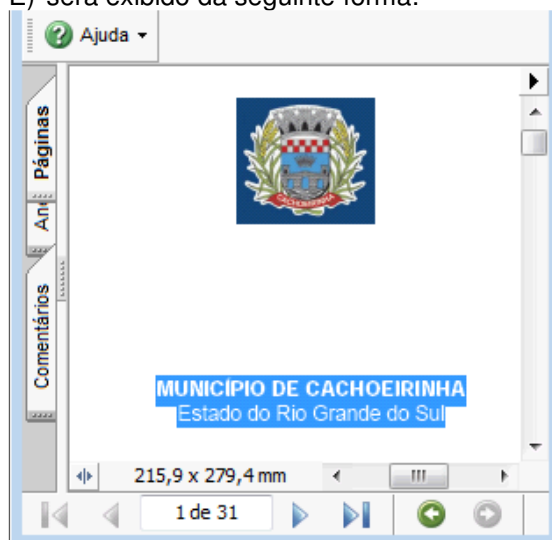 E) será exibido da seguinte forma:
Ajuda
Páginas
Comentários
CACHOEIRINHA
MUNICÍPIO DE CACHOEIRINHA
Estado do Rio Grande do Sul
215,9 x 279,4 mm
1 de 31